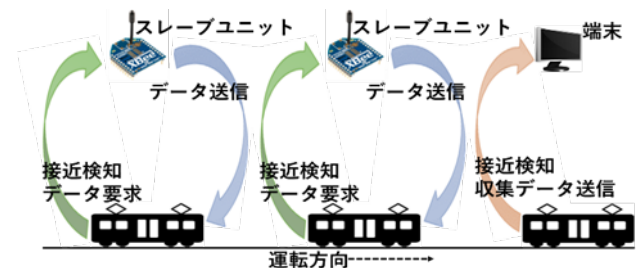 スレーブユニット
スレーブユニット
端末
データ送信
データ送信
接近検知
データ要求
接近検知
データ要求
接近検知
収集データ送信
運転方向